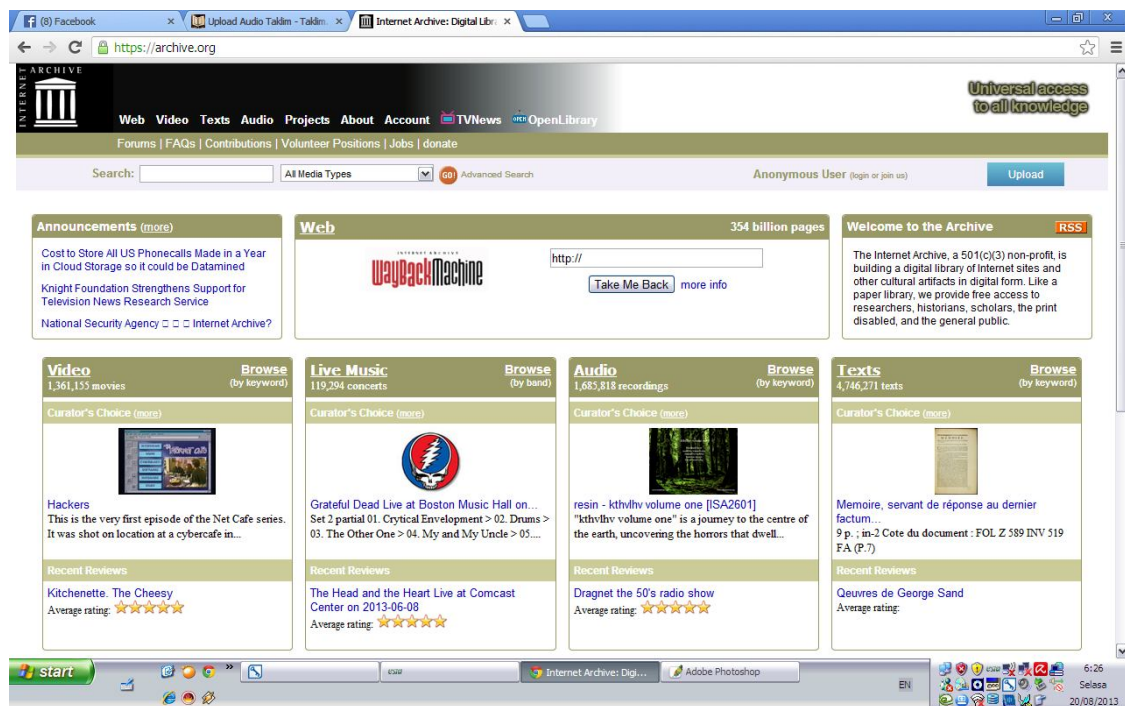 (8) Facebook
Upload Audio Taklim - Taklim
Internet Archive: Digital Libr
https://archive.org
INTERNET ARCHIVE
Universal access
to all knowledge
Web Video Texts Audio Projects About Account TVNews OPEN OpenLibrary
Forums | FAQs | Contributions | Volunteer Positions | Jobs | donate
Search: All Media Types GO! Advanced Search Anonymous User (login or join us) Upload
Announcements (more)
Cost to Store All US Phonecalls Made in a Year
in Cloud Storage so it could be Datamined
Knight Foundation Strengthens Support for
Television News Research Service
National Security Agency □ □ □ Internet Archive?
Web 354 billion pages
INTERNET ARCHIVE
WayBackMachine
http://
Take Me Back more info
Welcome to the Archive RSS
The Internet Archive, a 501(c)(3) non-profit, is
building a digital library of Internet sites and
other cultural artifacts in digital form. Like a
paper library, we provide free access to
researchers, historians, scholars, the print
disabled, and the general public.
Video Browse
1,361,155 movies (by keyword)
Curator's Choice (more)
Hackers
This is the very first episode of the Net Cafe series.
It was shot on location at a cybercafe in...
Recent Reviews
Kitchenette. The Cheesy
Average rating:
Live Music Browse
119,294 concerts (by band)
Curator's Choice (more)
Grateful Dead Live at Boston Music Hall on...
Set 2 partial 01. Cryptical Envelopment > 02. Drums >
03. The Other One > 04. My and My Uncle > 05....
Recent Reviews
The Head and the Heart Live at Comcast
Center on 2013-06-08
Average rating:
Audio Browse
1,685,818 recordings (by keyword)
Curator's Choice (more)
resin - kthvlhv volume one [ISA2601]
"kthvlhv volume one" is a journey to the centre of
the earth, uncovering the horrors that dwell...
Recent Reviews
Dragnet the 50's radio show
Average rating:
Texts Browse
4,746,271 texts (by keyword)
Curator's Choice (more)
Memoire, servant de réponse au dernier
factum...
9 p. ; in-2 Cote du document : FOL Z 589 INV 519
FA (P.7)
Recent Reviews
Qeuvres de George Sand
Average rating:
start
Internet Archive: Digi...
Adobe Photoshop
EN
6:26
Selasa
20/08/2013